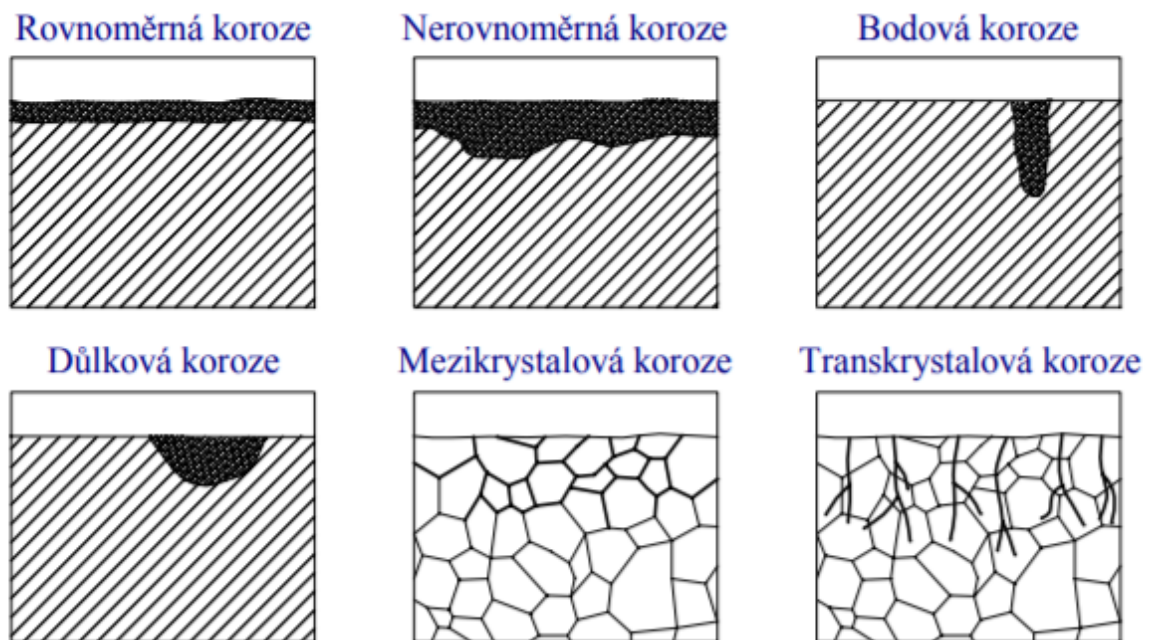 Rovnoměrná koroze
Nerovnoměrná koroze
Bodová koroze
Důlková koroze
Mezikrystalová koroze
Transkrystalová koroze